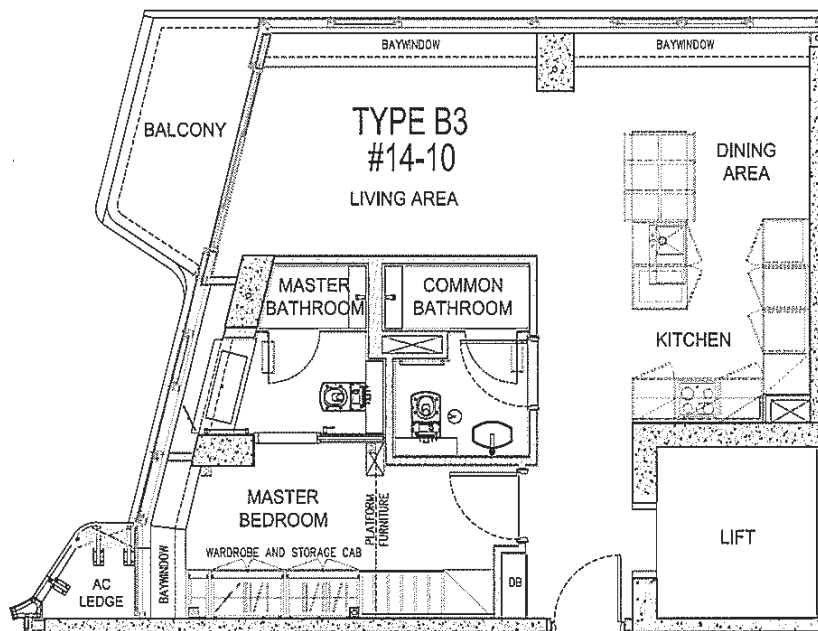 BAYWINDOW
BAYWINDOW
BALCONY
TYPE B3
#14-10
LIVING AREA
DINING
AREA
MASTER
BATHROOM
COMMON
BATHROOM
KITCHEN
MASTER
BEDROOM
PLATFORM
FURNITURE
WARDROBE AND STORAGE CAB
LIFT
AC
LEDGE
BAYWINDOW
DB